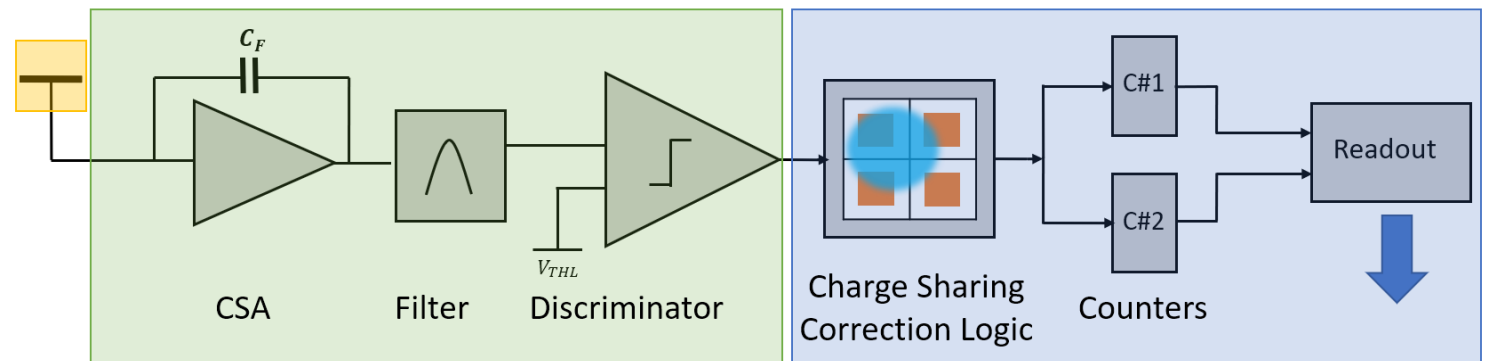 C_F
CSA
Filter
V_THL
Discriminator
Charge Sharing
Correction Logic
C#1
C#2
Counters
Readout